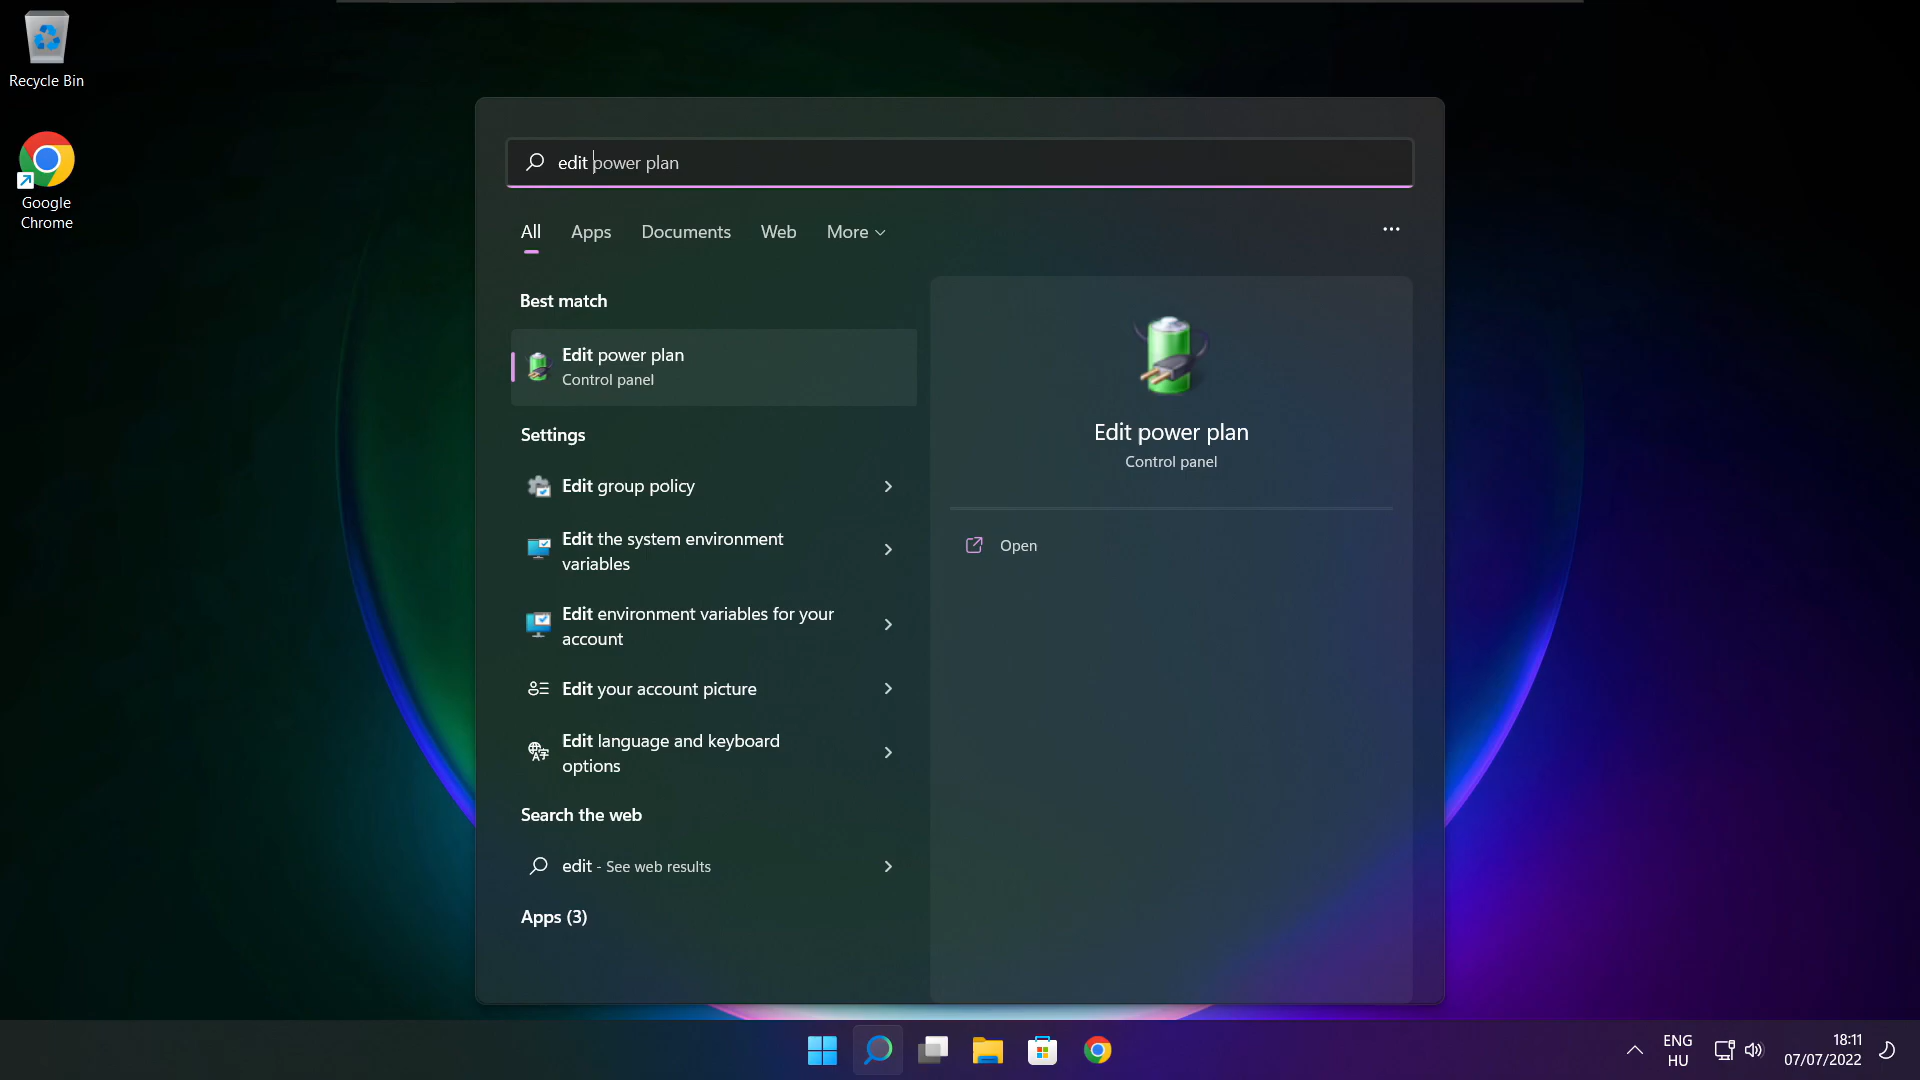 Recycle Bin
Google
Chrome
edit power plan
All Apps Documents Web More
Best match
Edit power plan
Control panel
Settings
Edit group policy
Edit the system environment
variables
Edit environment variables for your
account
Edit your account picture
Edit language and keyboard
options
Search the web
edit - See web results
Apps (3)
Edit power plan
Control panel
Open
ENG
HU
18:11
07/07/2022